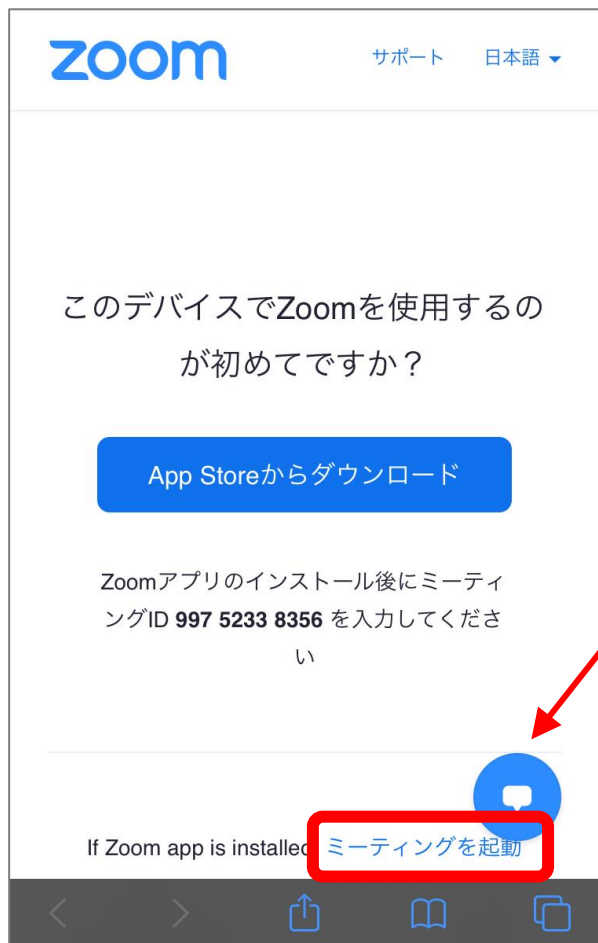 zoom
サポート 日本語
このデバイスでZoomを使用するの
が初めてですか？
App Storeからダウンロード
Zoomアプリのインストール後にミーティ
ングID 997 5233 8356 を入力してくださ
い
If Zoom app is installed ミーティングを起動